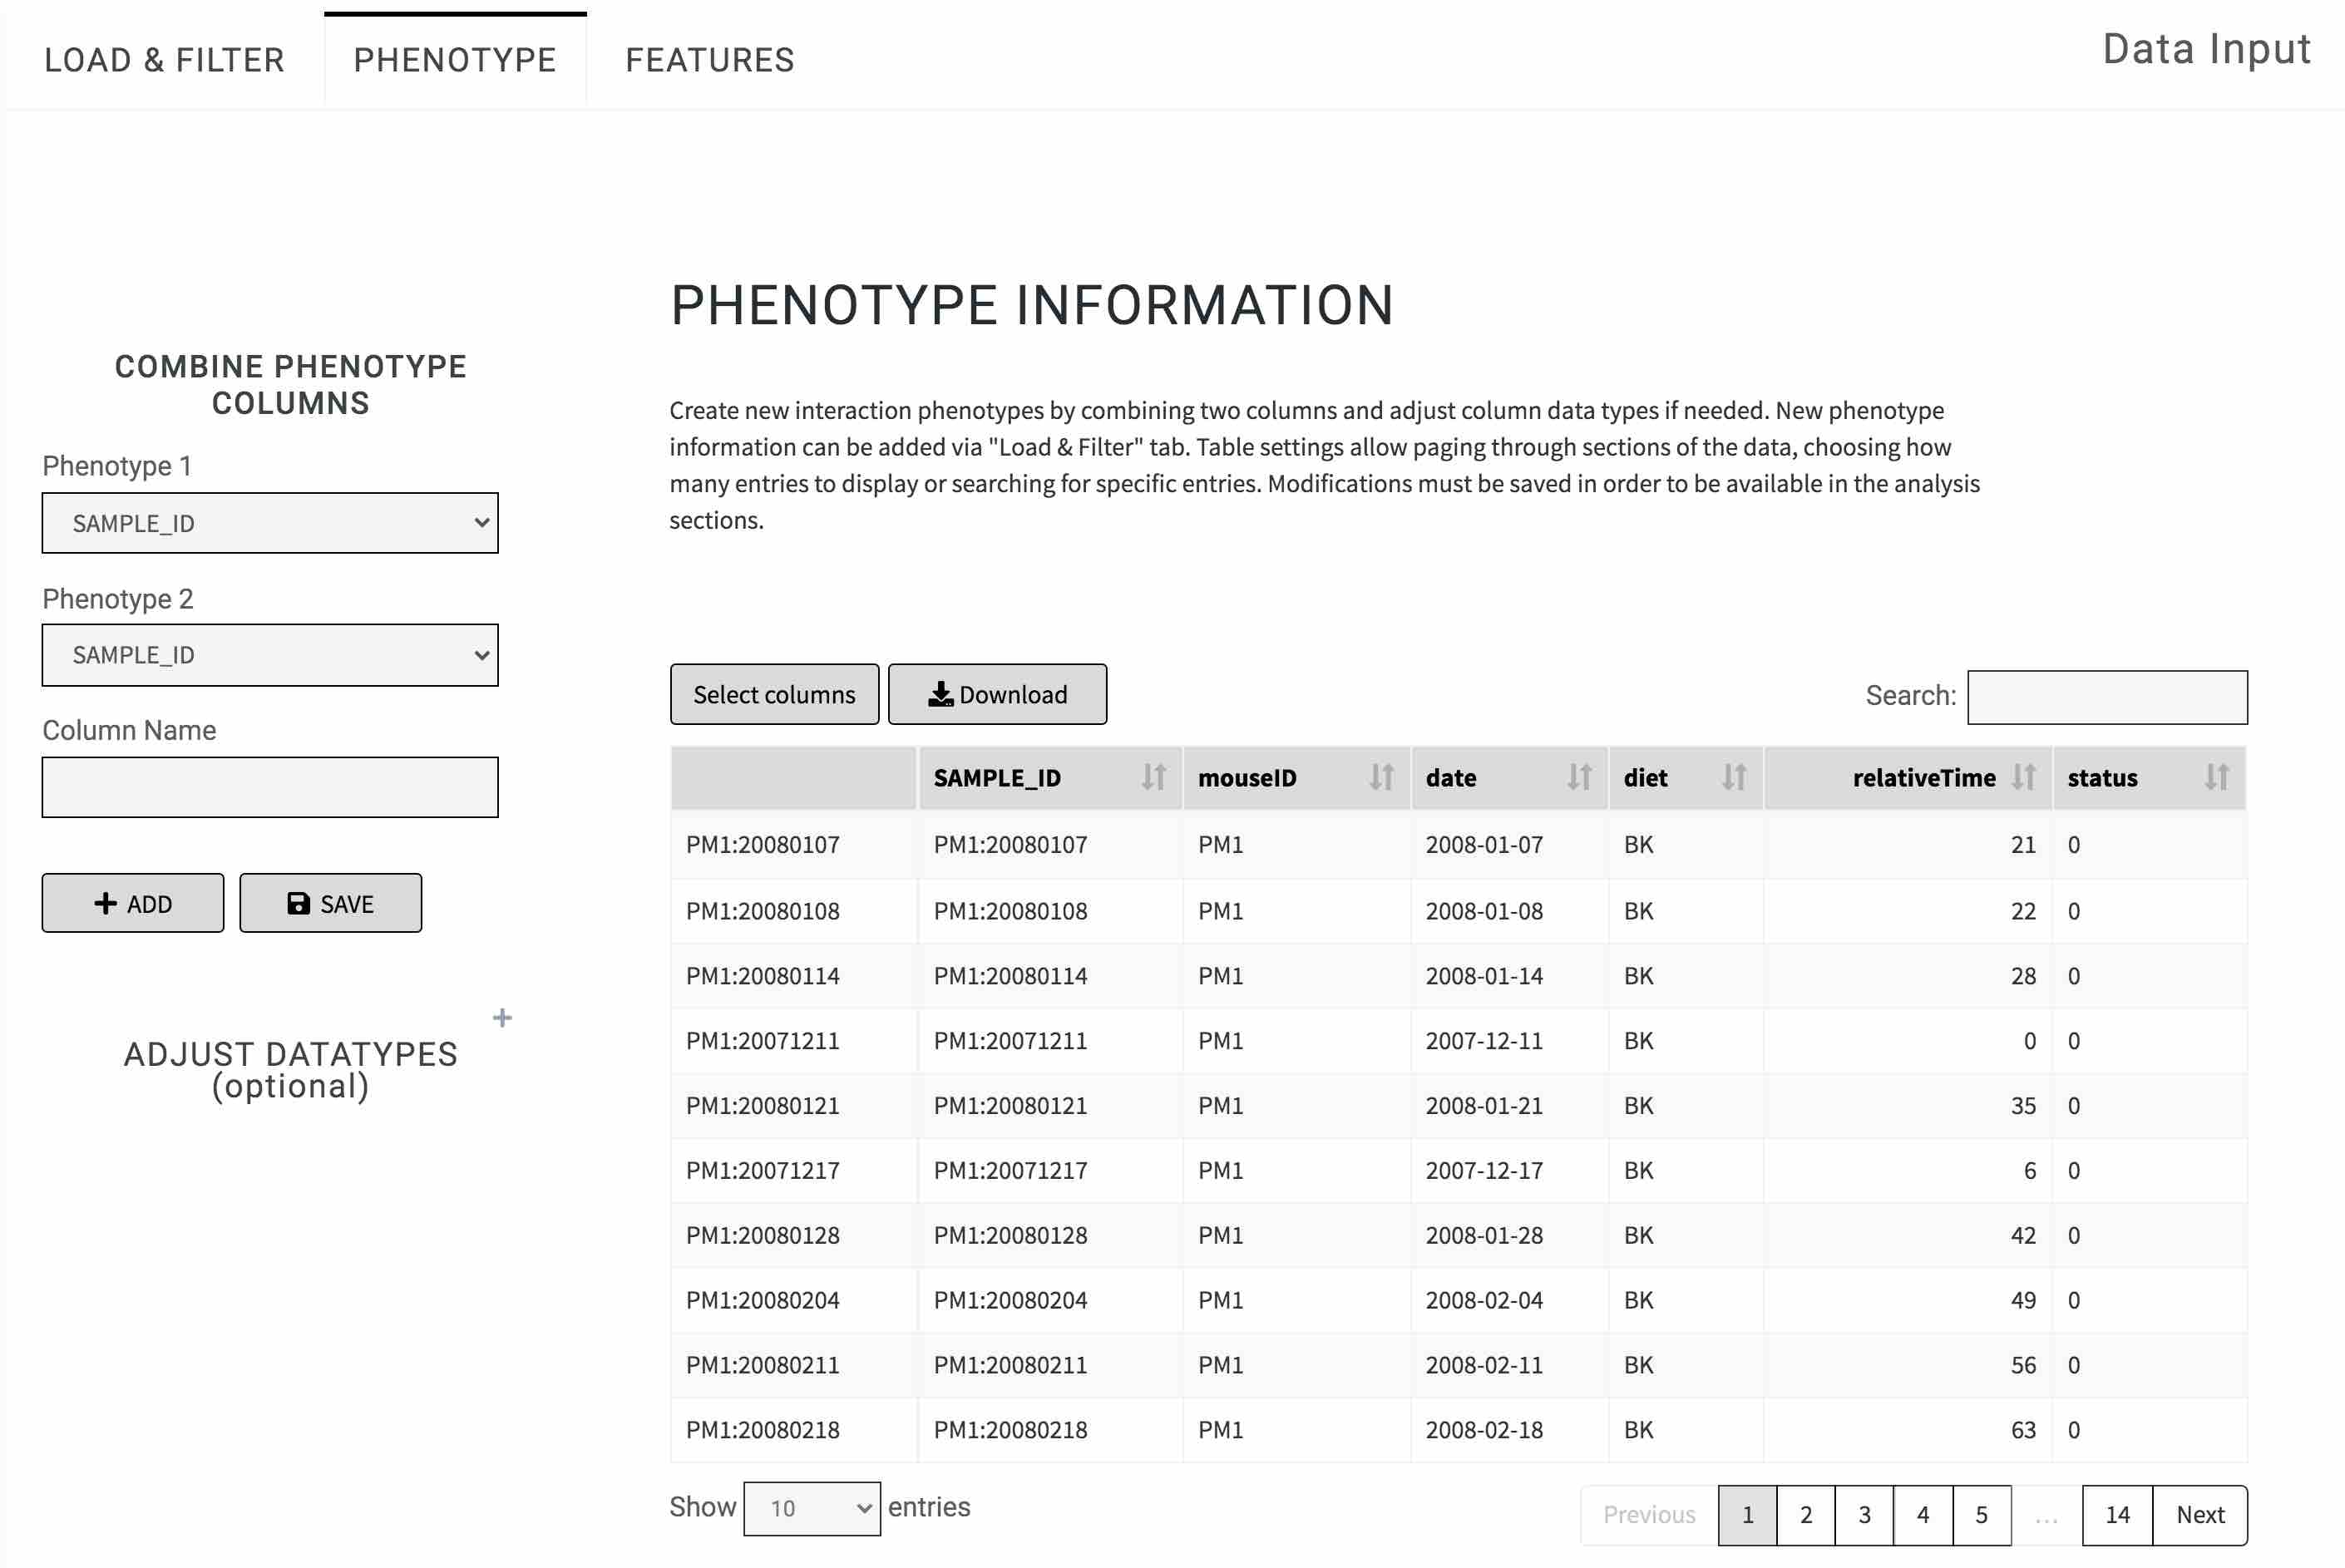 LOAD & FILTER PHENOTYPE FEATURES Data Input
COMBINE PHENOTYPE
COLUMNS
Phenotype 1
SAMPLE_ID
Phenotype 2
SAMPLE_ID
Column Name
ADD SAVE
ADJUST DATATYPES
(optional)
PHENOTYPE INFORMATION
Create new interaction phenotypes by combining two columns and adjust column data types if needed. New phenotype
information can be added via "Load & Filter" tab. Table settings allow paging through sections of the data, choosing how
many entries to display or searching for specific entries. Modifications must be saved in order to be available in the analysis
sections.
Select columns Download Search:
SAMPLE_ID mouseID date diet relativeTime status
PM1:20080107 PM1:20080107 PM1 2008-01-07 BK 21 0
PM1:20080108 PM1:20080108 PM1 2008-01-08 BK 22 0
PM1:20080114 PM1:20080114 PM1 2008-01-14 BK 28 0
PM1:20071211 PM1:20071211 PM1 2007-12-11 BK 0 0
PM1:20080121 PM1:20080121 PM1 2008-01-21 BK 35 0
PM1:20071217 PM1:20071217 PM1 2007-12-17 BK 6 0
PM1:20080128 PM1:20080128 PM1 2008-01-28 BK 42 0
PM1:20080204 PM1:20080204 PM1 2008-02-04 BK 49 0
PM1:20080211 PM1:20080211 PM1 2008-02-11 BK 56 0
PM1:20080218 PM1:20080218 PM1 2008-02-18 BK 63 0
Show 10 entries Previous 1 2 3 4 5 ... 14 Next